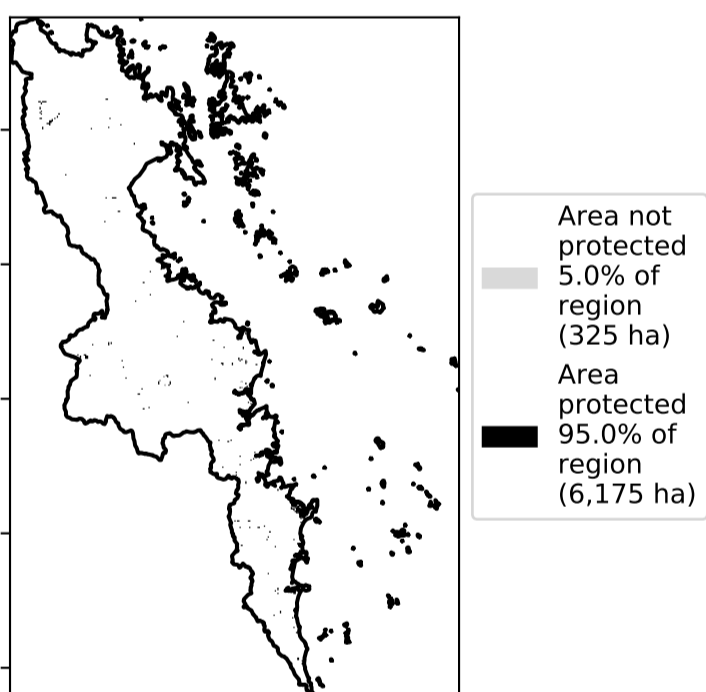 Area not
protected
5.0% of
region
(325 ha)
Area
protected
95.0% of
region
(6,175 ha)